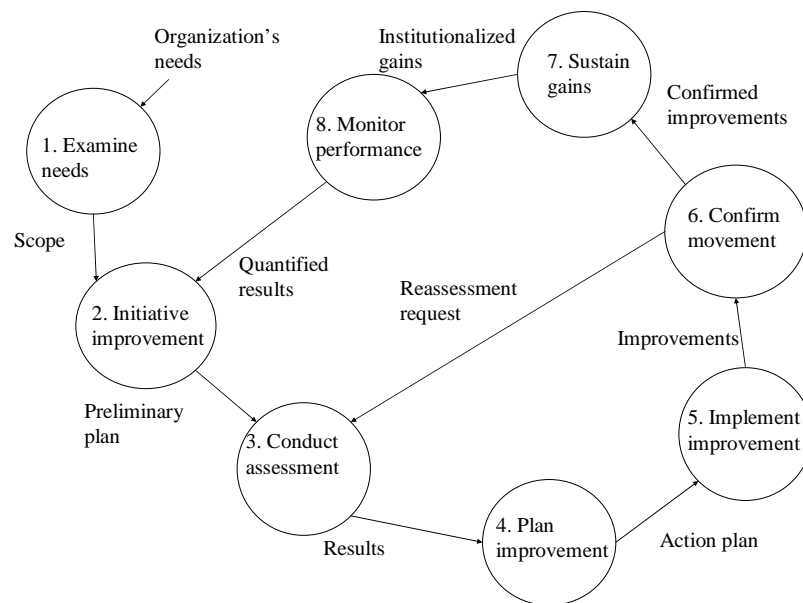 Organization’s
needs
Institutionalized
gains
7. Sustain
gains
Confirmed
improvements
1. Examine
needs
8. Monitor
performance
6. Confirm
movement
Scope
Quantified
results
Reassessment
request
2. Initiative
improvement
Improvements
Preliminary
plan
3. Conduct
assessment
5. Implement
improvement
Results
4. Plan
improvement
Action plan